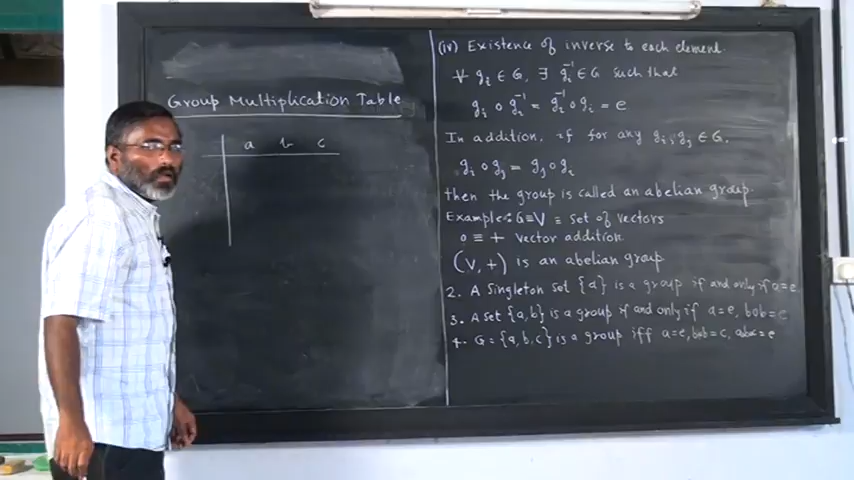 Group Multiplication Table
a b c
(iv) Existence of inverse to each element.
∀ gᵢ ∈ G, ∃ gᵢ⁻¹ ∈ G such that
gᵢ o gᵢ⁻¹ = gᵢ⁻¹ o gᵢ = e
In addition, if for any gᵢ, gⱼ ∈ G,
gᵢ o gⱼ = gⱼ o gᵢ
then the group is called an abelian group.
Example: G ≡ V ≡ set of vectors
o ≡ + vector addition.
(V, +) is an abelian group
2. A Singleton set {a} is a group if and only if a = e.
3. A set {a, b} is a group if and only if a = e, bob = e
4. G = {a, b, c} is a group iff a = e, bob = c, = e